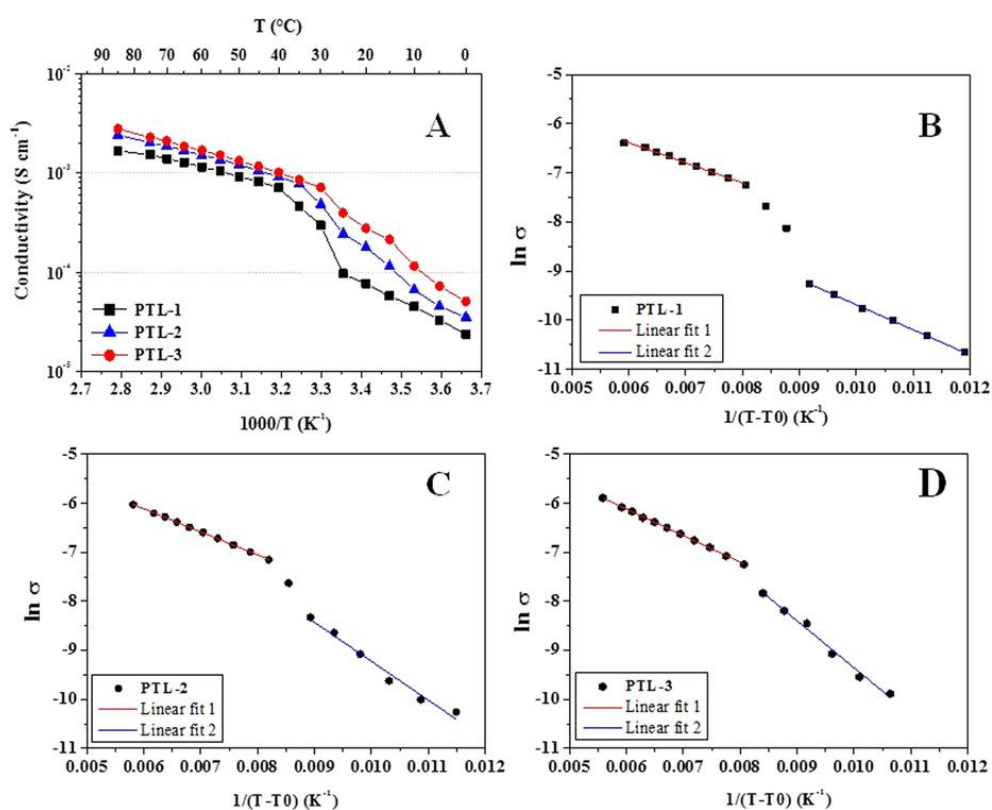 T (°C)
90 80 70 60 50 40 30 20 10 0
10⁻²
10⁻³
10⁻⁴
10⁻⁵
Conductivity (S cm⁻¹)
A
PTL-1
PTL-2
PTL-3
2.7 2.8 2.9 3.0 3.1 3.2 3.3 3.4 3.5 3.6 3.7
1000/T (K⁻¹)
-5
-6
-7
-8
-9
-10
-11
ln σ
B
PTL-1
Linear fit 1
Linear fit 2
0.005 0.006 0.007 0.008 0.009 0.010 0.011 0.012
1/(T-T0) (K⁻¹)
-5
-6
-7
-8
-9
-10
-11
ln σ
C
PTL-2
Linear fit 1
Linear fit 2
0.005 0.006 0.007 0.008 0.009 0.010 0.011 0.012
1/(T-T0) (K⁻¹)
-5
-6
-7
-8
-9
-10
-11
ln σ
D
PTL-3
Linear fit 1
Linear fit 2
0.005 0.006 0.007 0.008 0.009 0.010 0.011 0.012
1/(T-T0) (K⁻¹)